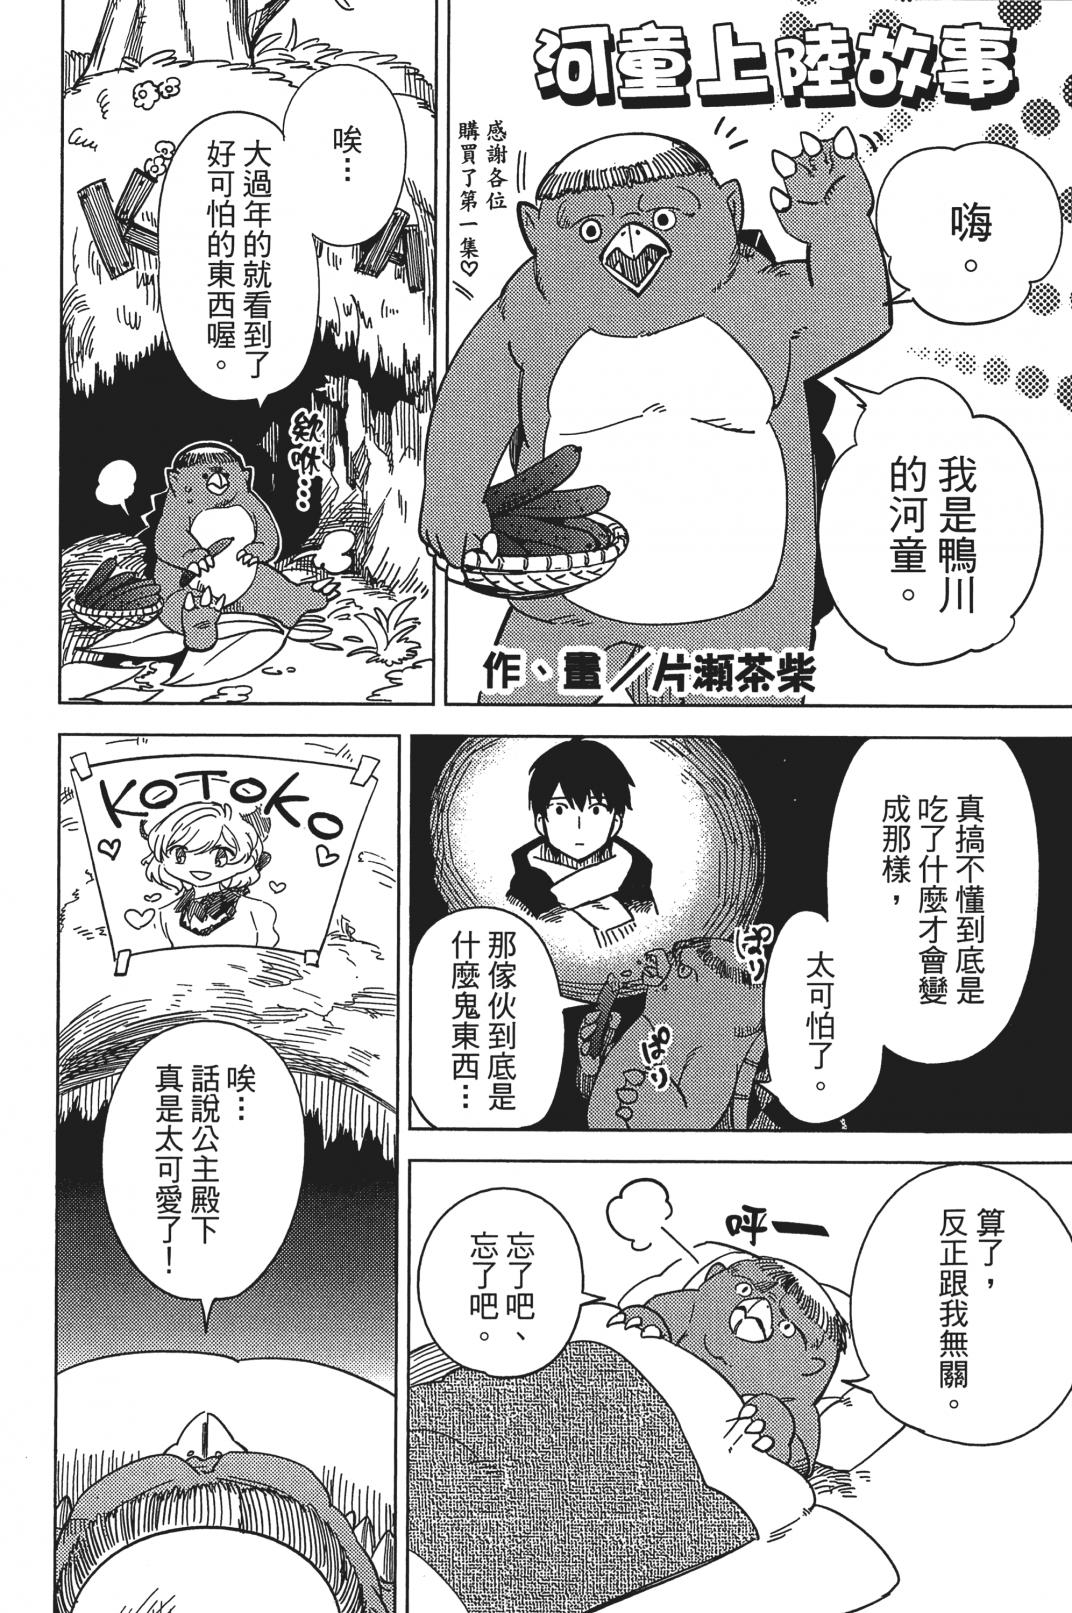 河童上陸故事
嗨。
感謝各位
購買了第一集♡
我是鴨川
的河童。
作、畫／片瀬茶柴
唉…
大過年的就看到了
好可怕的東西喔。
欸咻…
真搞不懂到底是
吃了什麼才會變
成那樣，
太可怕了。
ぱり
ぱり
那傢伙到底是
什麼鬼東西…
算了，
反正跟我無關。
呼—
忘了吧、
忘了吧。
KOTOKO
唉…
話說公主殿下
真是太可愛了！